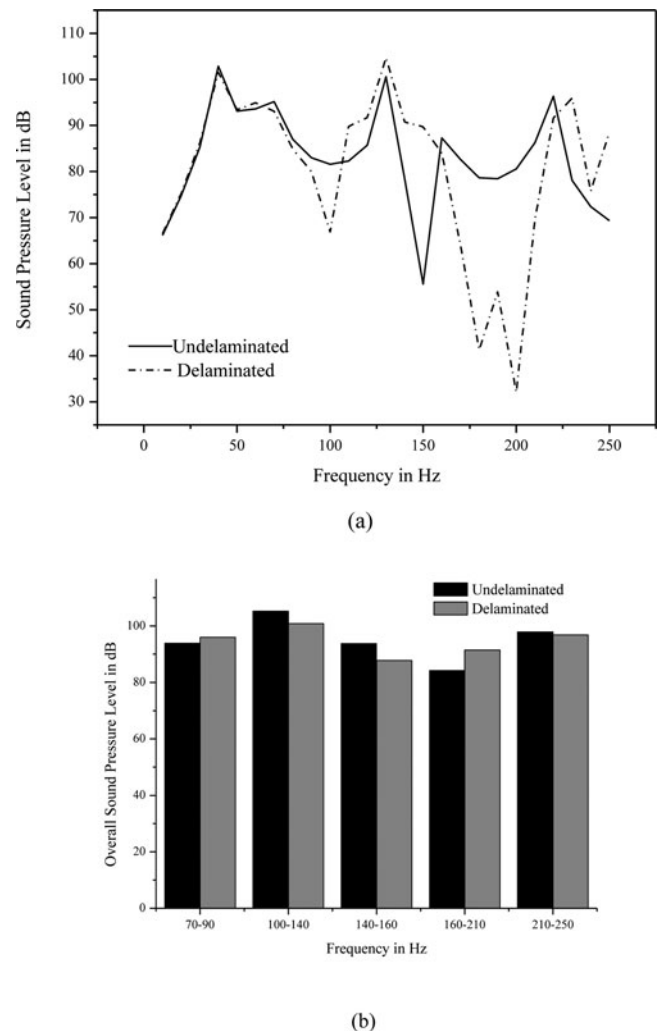 110
100
90
80
70
60
50
40
30
Sound Pressure Level in dB
Undelaminated
Delaminated
0 50 100 150 200 250
Frequency in Hz
(a)
Undelaminated
Delaminated
100
80
60
40
20
0
Overall Sound Pressure Level in dB
70-90 100-140 140-160 160-210 210-250
Frequency in Hz
(b)